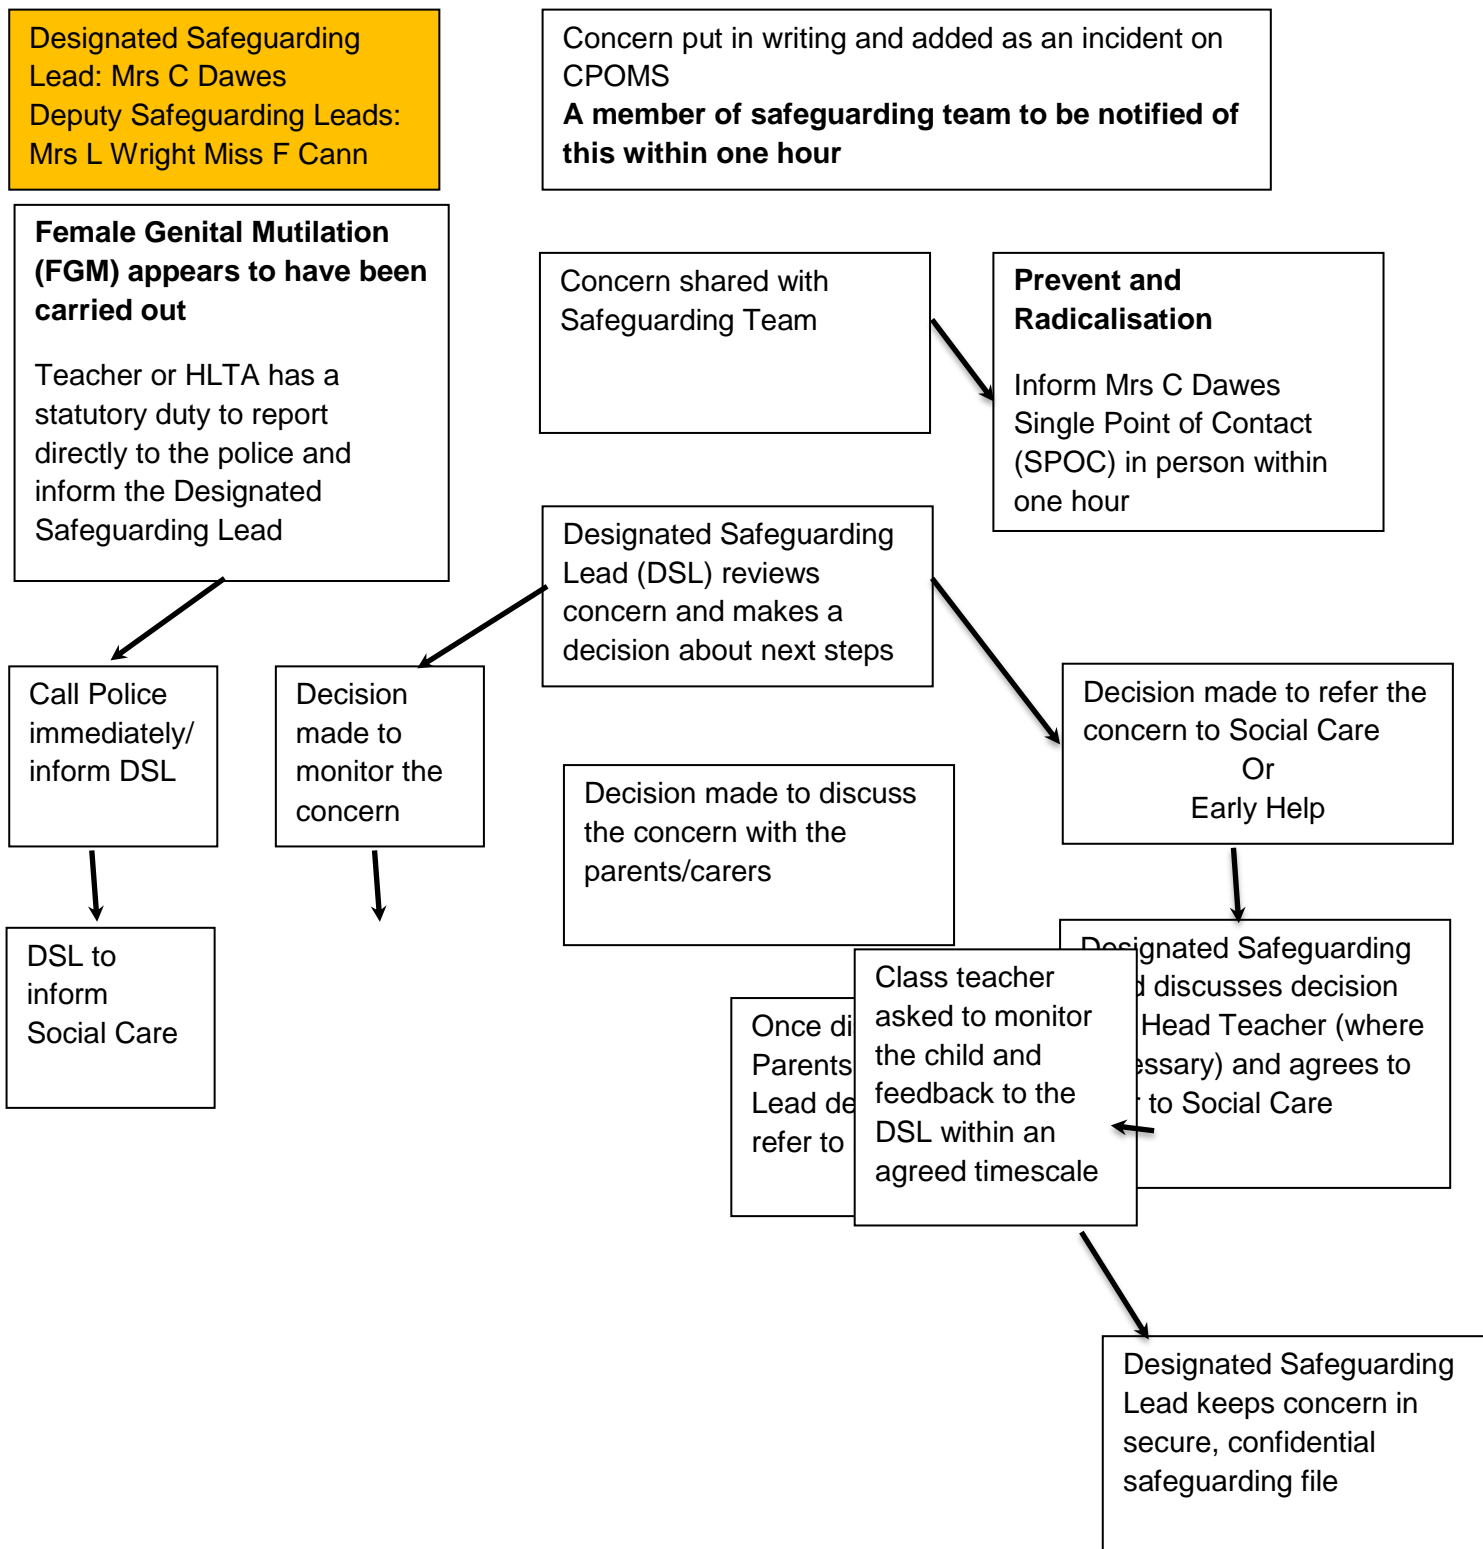 Designated Safeguarding
Lead: Mrs C Dawes
Deputy Safeguarding Leads:
Mrs L Wright Miss F Cann
Concern put in writing and added as an incident on
CPOMS
A member of safeguarding team to be notified of
this within one hour
Female Genital Mutilation
(FGM) appears to have been
carried out
Teacher or HLTA has a
statutory duty to report
directly to the police and
inform the Designated
Safeguarding Lead
Concern shared with
Safeguarding Team
Prevent and
Radicalisation
Inform Mrs C Dawes
Single Point of Contact
(SPOC) in person within
one hour
Designated Safeguarding
Lead (DSL) reviews
concern and makes a
decision about next steps
Call Police
immediately/
inform DSL
Decision
made to
monitor the
concern
Decision made to discuss
the concern with the
parents/carers
Decision made to refer the
concern to Social Care
Or
Early Help
DSL to
inform
Social Care
Once
Parents
Lead
refer to
Class teacher
asked to monitor
the child and
feedback to the
DSL within an
agreed timescale
Designated Safeguarding
discusses decision
Head Teacher (where
and agrees to
to Social Care
Designated Safeguarding
Lead keeps concern in
secure, confidential
safeguarding file